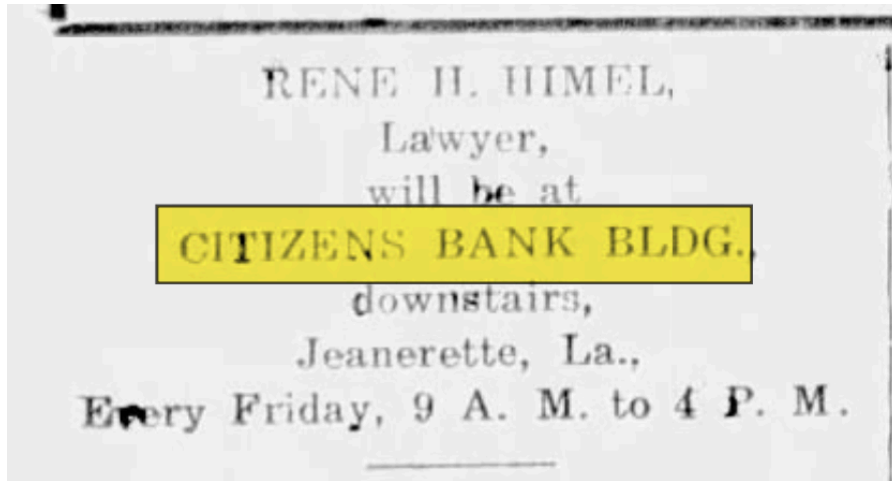 RENE H. HIMEL,
Lawyer,
will be at
CITIZENS BANK BLDG.,
downstairs,
Jeanerette, La.,
Every Friday, 9 A. M. to 4 P. M.